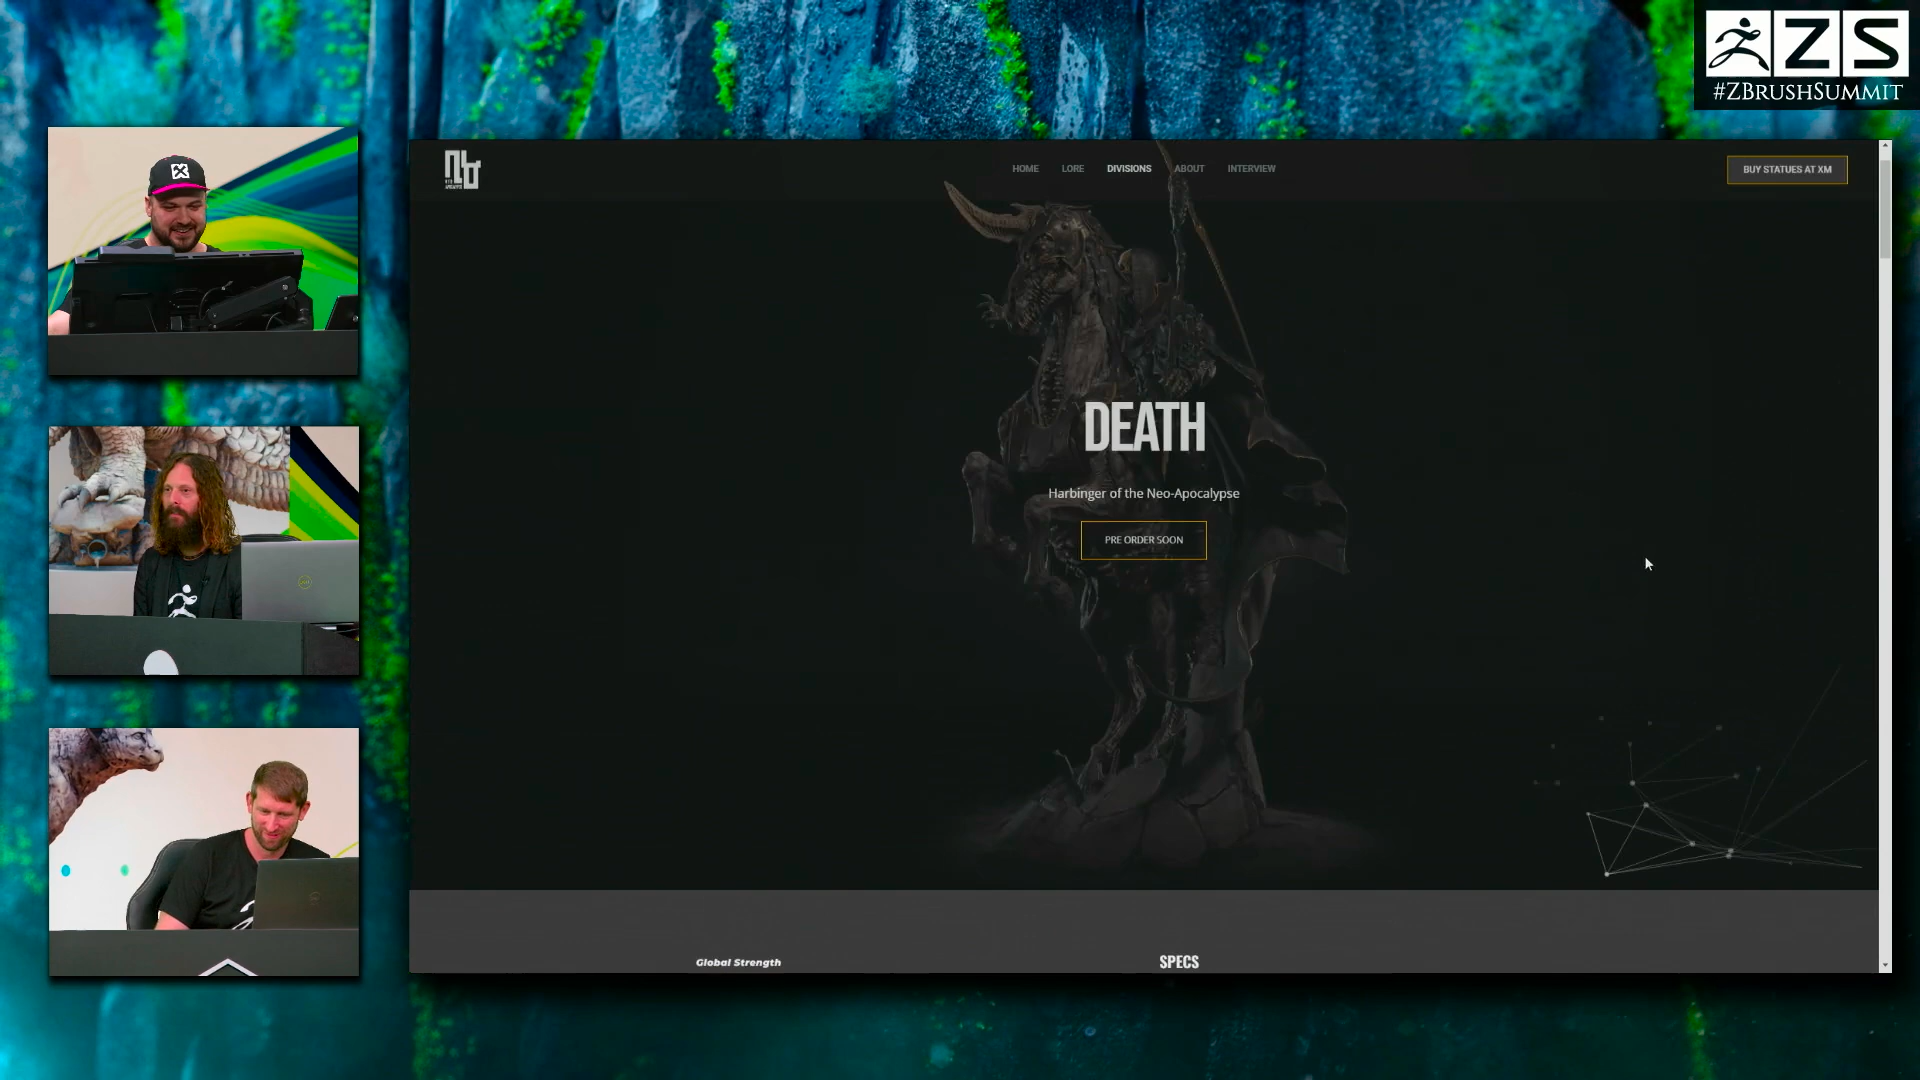 ZS
#ZBRUSHSUMMIT
HOME LORE DIVISIONS ABOUT INTERVIEW
BUY STATUES AT XM
DEATH
Harbinger of the Neo-Apocalypse
PRE ORDER SOON
Global Strength
SPECS